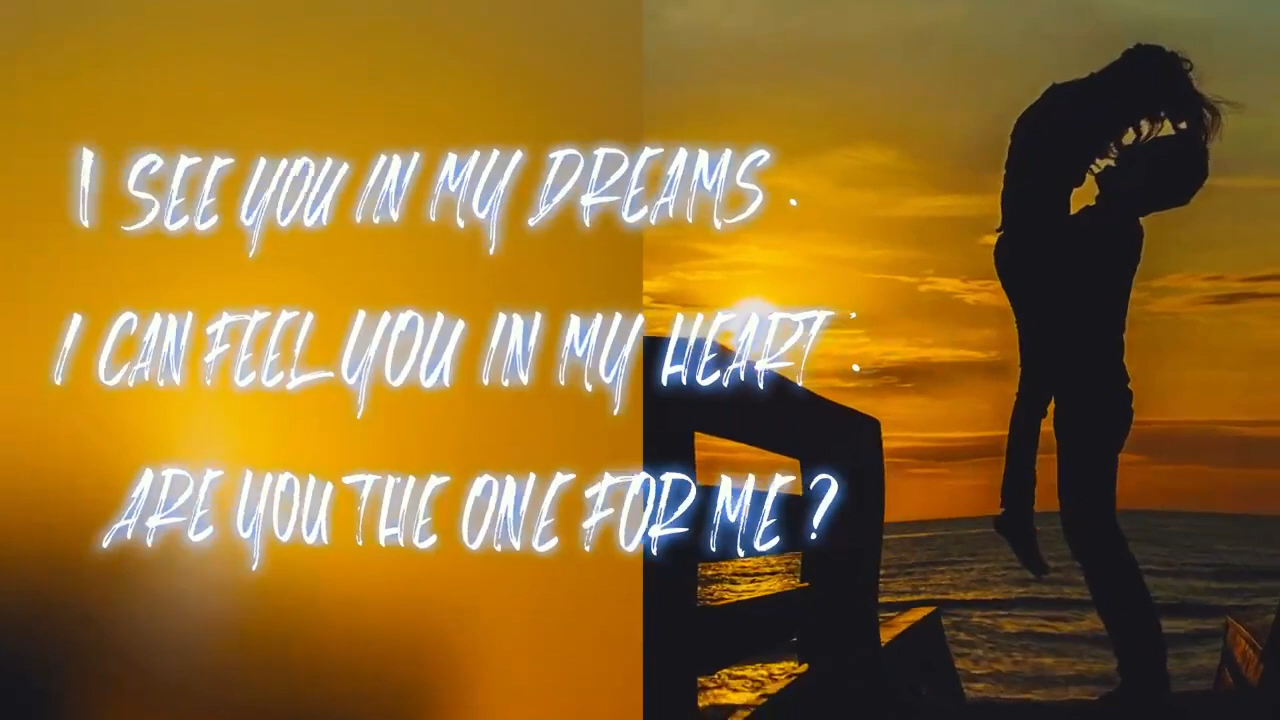 I SEE YOU IN MY DREAMS .
I CAN FEEL YOU IN MY HEART .
ARE YOU THE ONE FOR ME ?